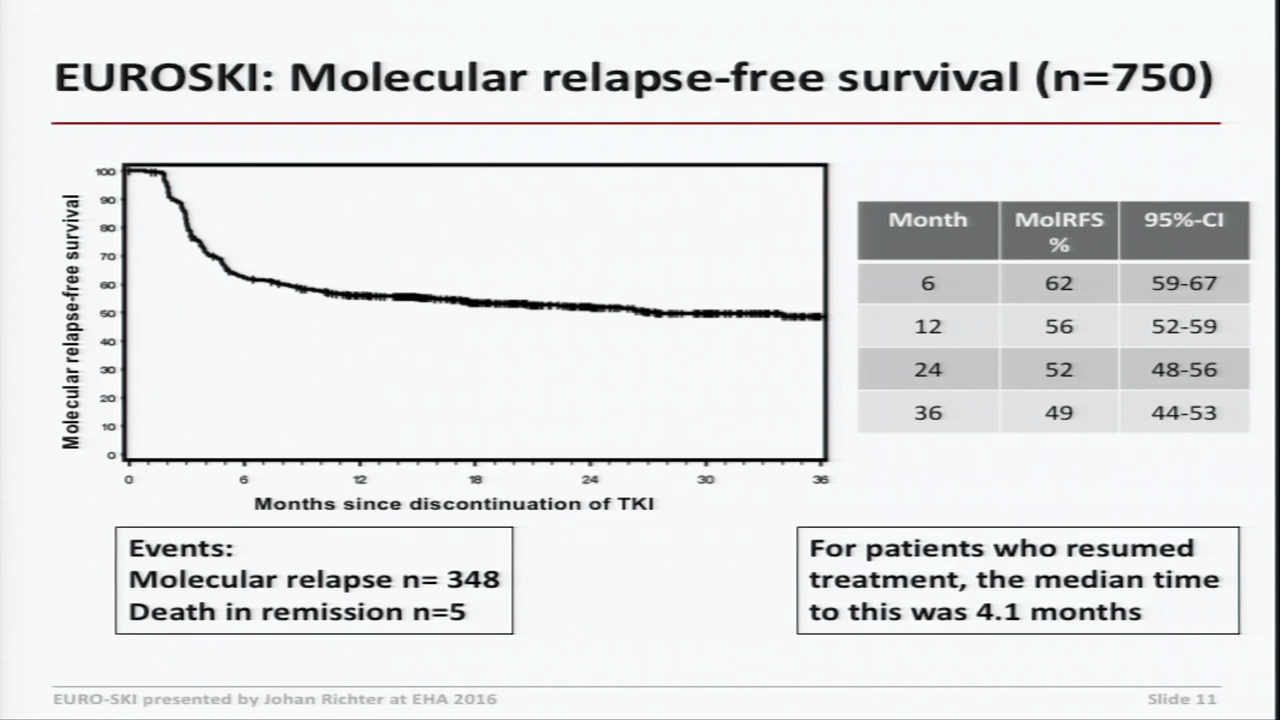 EUROSKI: Molecular relapse-free survival (n=750)
Molecular relapse-free survival
100
90
80
70
60
50
40
30
20
10
0
0 6 12 18 24 30 36
Months since discontinuation of TKI
Month MolRFS % 95%-CI
6 62 59-67
12 56 52-59
24 52 48-56
36 49 44-53
Events:
Molecular relapse n= 348
Death in remission n=5
For patients who resumed
treatment, the median time
to this was 4.1 months
EURO-SKI presented by Johan Richter at EHA 2016
Slide 11